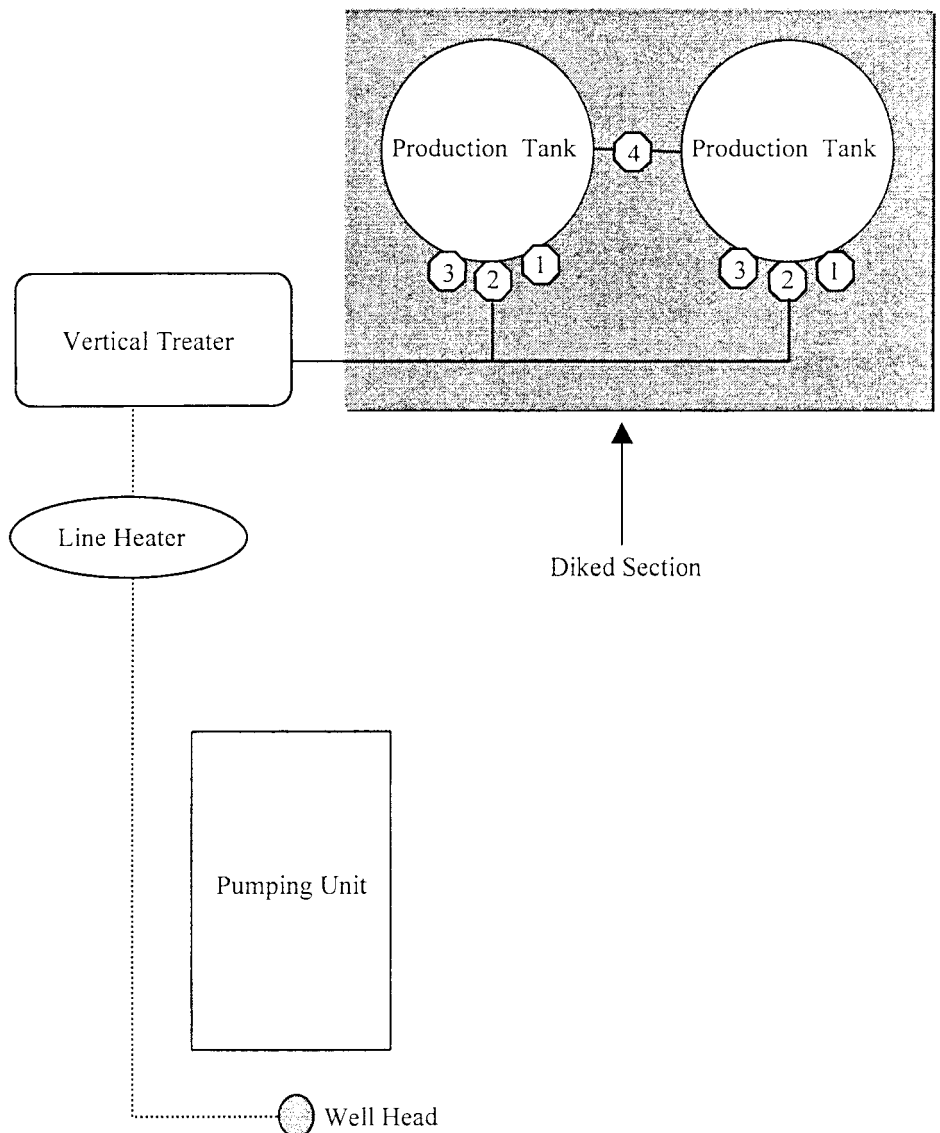 Production Tank
4
Production Tank
3
2
1
3
2
1
Vertical Treater
Line Heater
Diked Section
Pumping Unit
Well Head